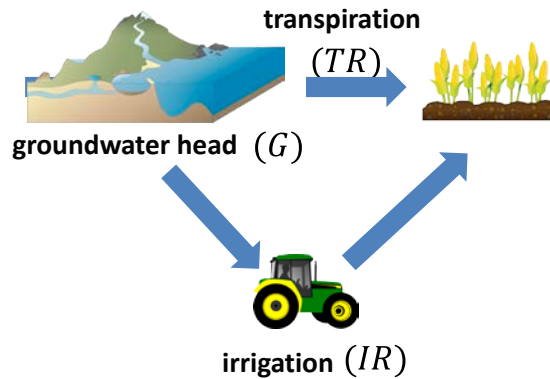 transpiration
(TR)
groundwater head (G)
irrigation (IR)